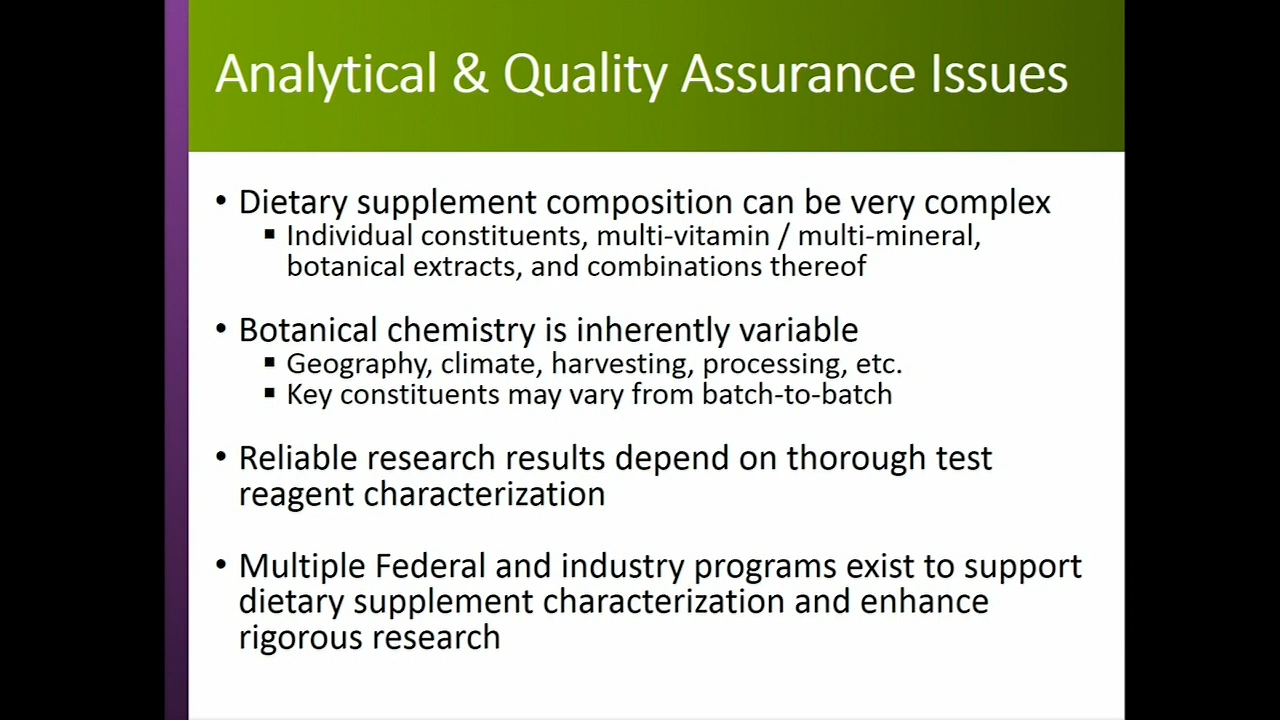 Analytical & Quality Assurance Issues
• Dietary supplement composition can be very complex
▪ Individual constituents, multi-vitamin / multi-mineral,
botanical extracts, and combinations thereof
• Botanical chemistry is inherently variable
▪ Geography, climate, harvesting, processing, etc.
▪ Key constituents may vary from batch-to-batch
• Reliable research results depend on thorough test
reagent characterization
• Multiple Federal and industry programs exist to support
dietary supplement characterization and enhance
rigorous research